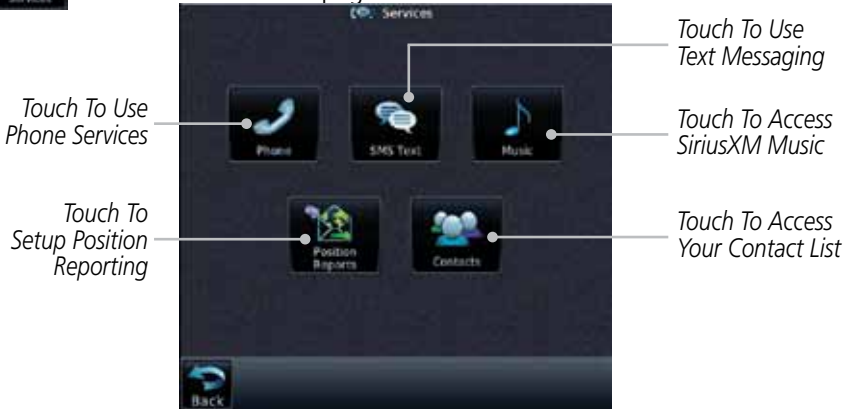 Services
Touch To Use
Text Messaging
Touch To Use
Phone Services
Phone
SMS Text
Music
Touch To Access
SiriusXM Music
Touch To
Setup Position
Reporting
Position
Reports
Contacts
Touch To Access
Your Contact List
Back